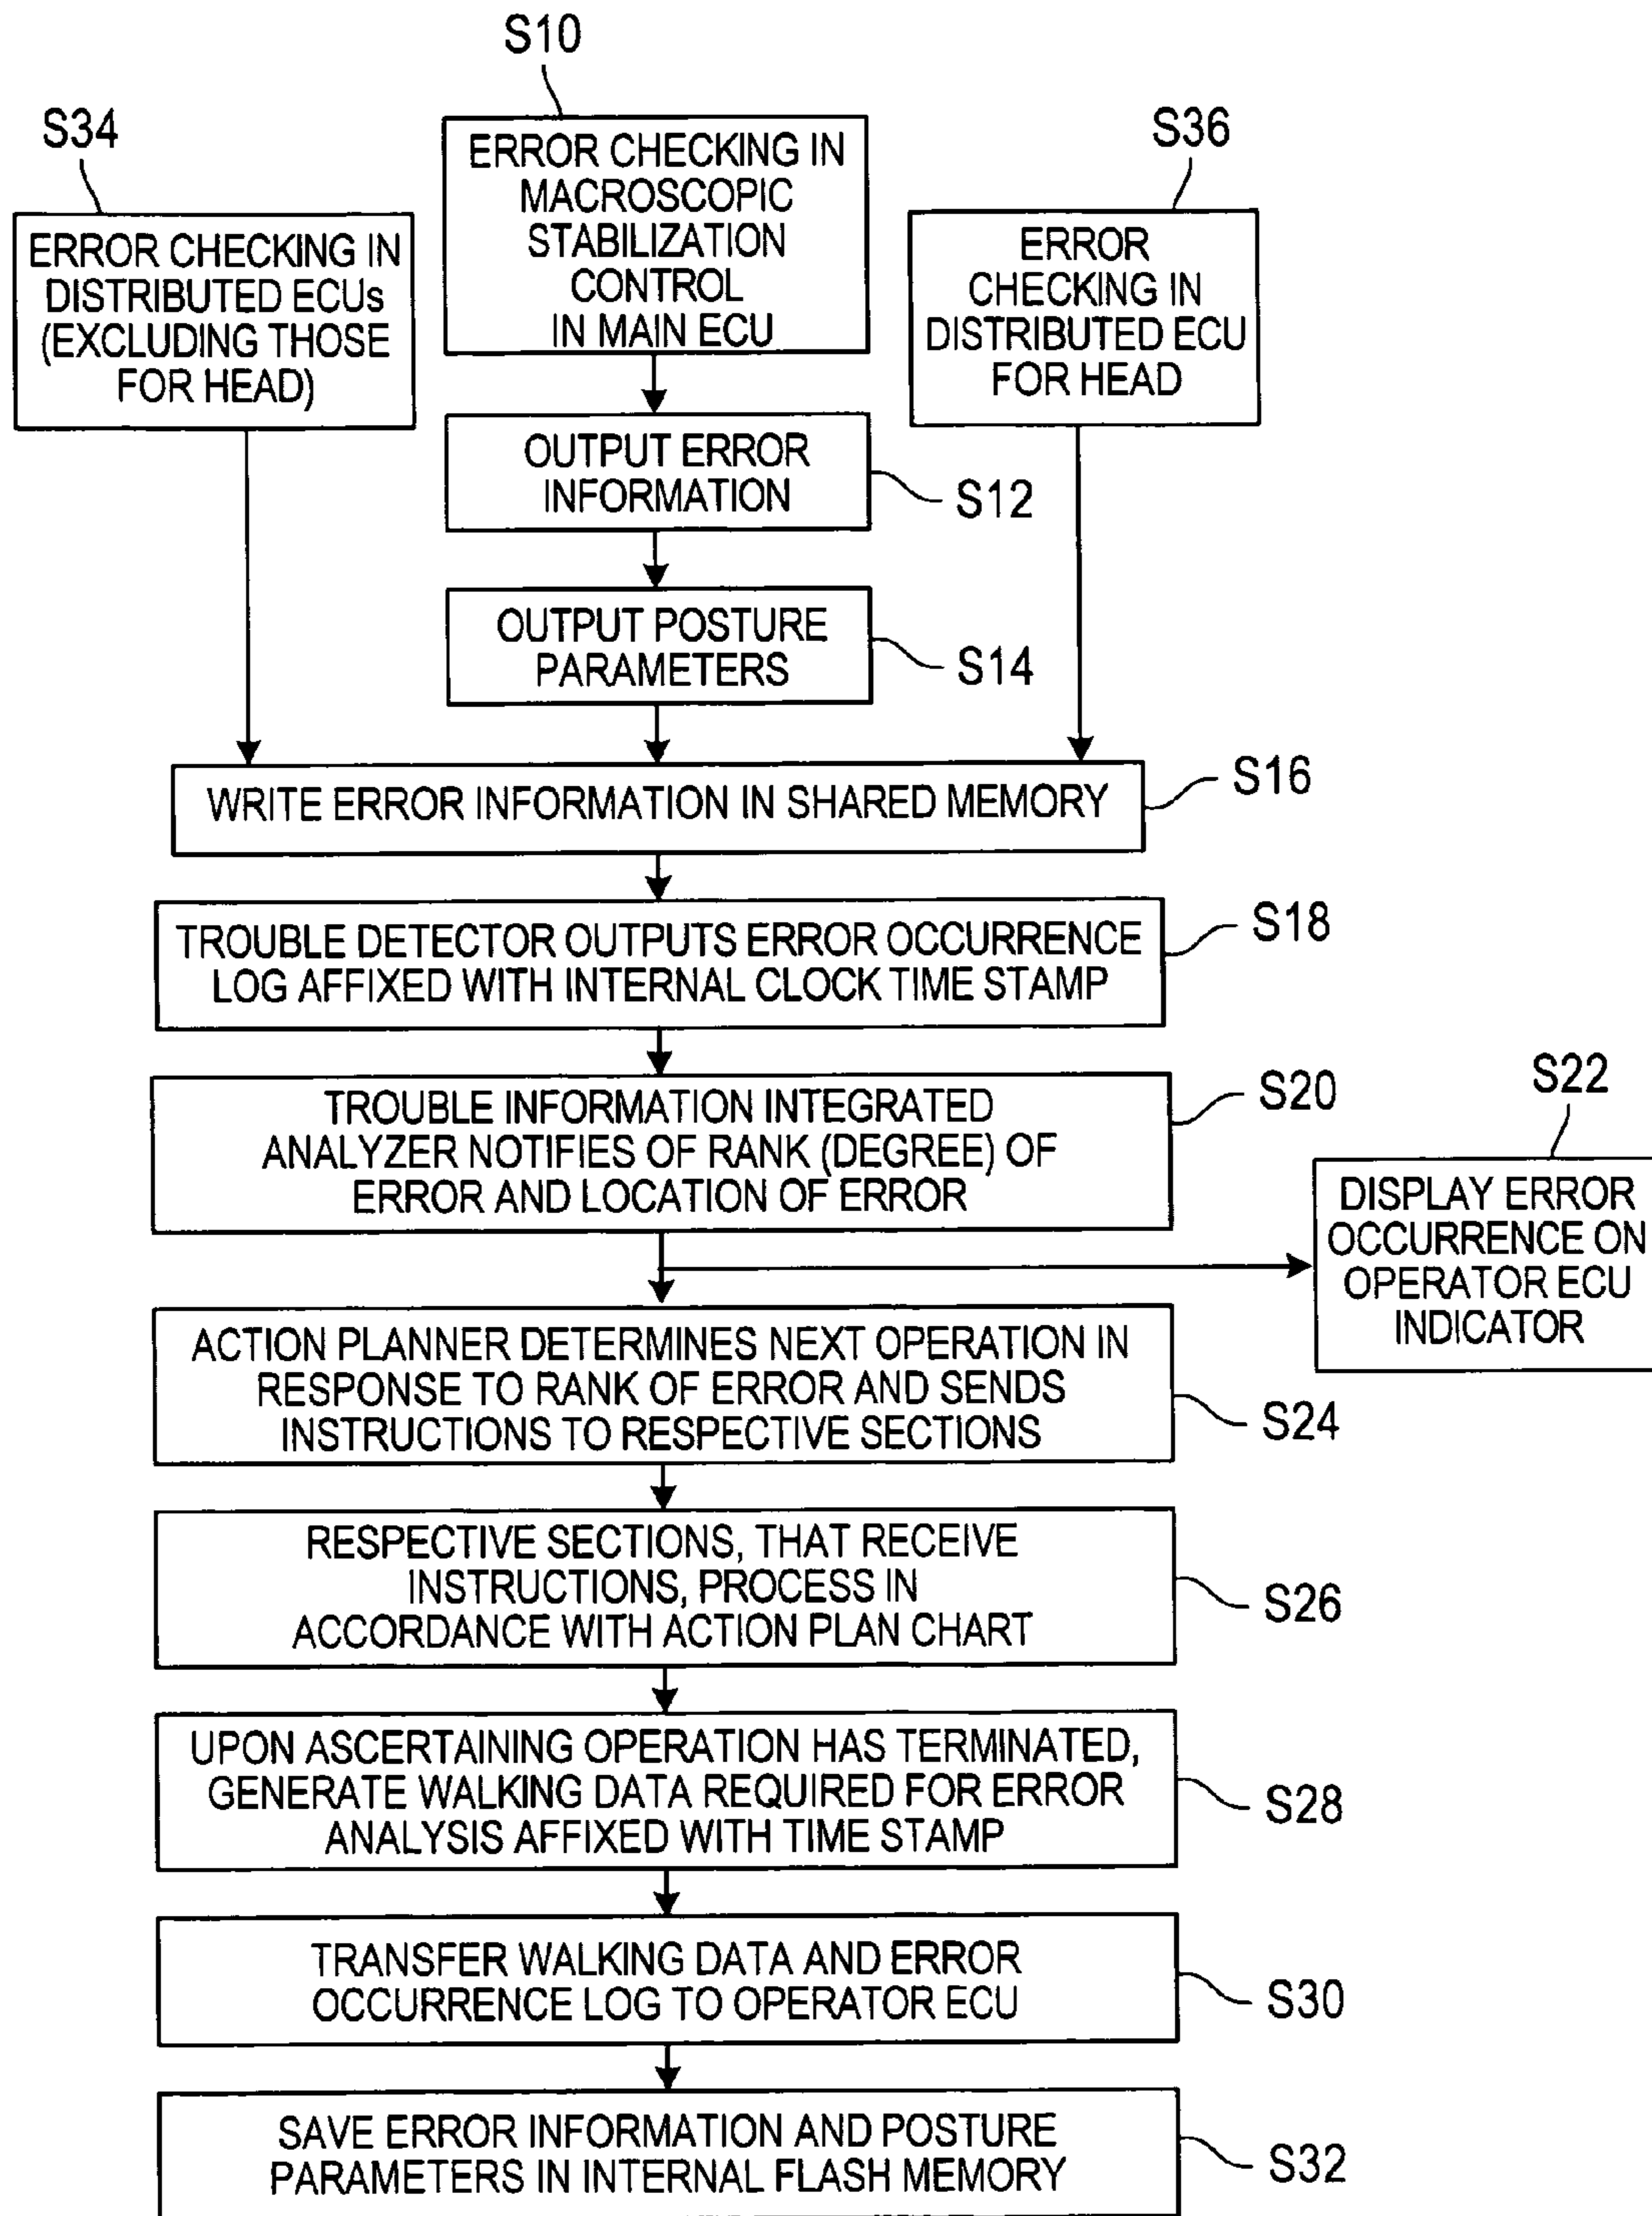 S10
S34
S36
ERROR CHECKING IN
MACROSCOPIC
STABILIZATION
CONTROL
IN MAIN ECU
ERROR CHECKING IN
DISTRIBUTED ECUs
(EXCLUDING THOSE
FOR HEAD)
ERROR
CHECKING IN
DISTRIBUTED ECU
FOR HEAD
OUTPUT ERROR
INFORMATION
S12
OUTPUT POSTURE
PARAMETERS
S14
WRITE ERROR INFORMATION IN SHARED MEMORY
S16
TROUBLE DETECTOR OUTPUTS ERROR OCCURRENCE
LOG AFFIXED WITH INTERNAL CLOCK TIME STAMP
S18
TROUBLE INFORMATION INTEGRATED
ANALYZER NOTIFIES OF RANK (DEGREE) OF
ERROR AND LOCATION OF ERROR
S20
S22
DISPLAY ERROR
OCCURRENCE ON
OPERATOR ECU
INDICATOR
ACTION PLANNER DETERMINES NEXT OPERATION IN
RESPONSE TO RANK OF ERROR AND SENDS
INSTRUCTIONS TO RESPECTIVE SECTIONS
S24
RESPECTIVE SECTIONS, THAT RECEIVE
INSTRUCTIONS, PROCESS IN
ACCORDANCE WITH ACTION PLAN CHART
S26
UPON ASCERTAINING OPERATION HAS TERMINATED,
GENERATE WALKING DATA REQUIRED FOR ERROR
ANALYSIS AFFIXED WITH TIME STAMP
S28
TRANSFER WALKING DATA AND ERROR
OCCURRENCE LOG TO OPERATOR ECU
S30
SAVE ERROR INFORMATION AND POSTURE
PARAMETERS IN INTERNAL FLASH MEMORY
S32